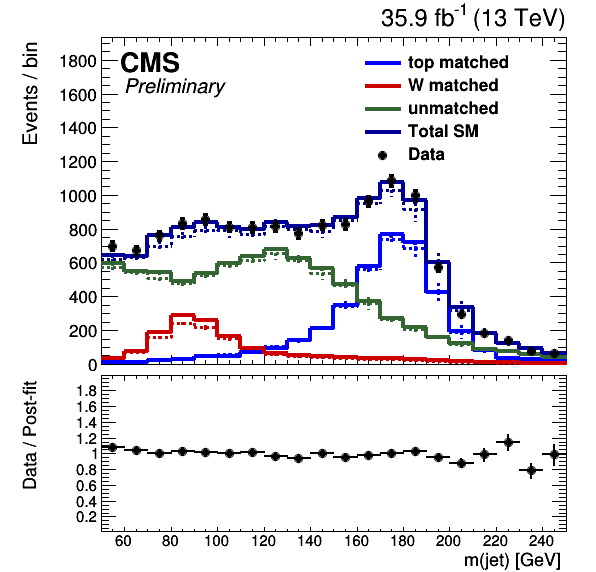 35.9 fb⁻¹ (13 TeV)
Events / bin
1800
1600
1400
1200
1000
800
600
400
200
0
CMS
Preliminary
top matched
W matched
unmatched
Total SM
Data
Data / Post-fit
1.8
1.6
1.4
1.2
1
0.8
0.6
0.4
0.2
60 80 100 120 140 160 180 200 220 240
m(jet) [GeV]